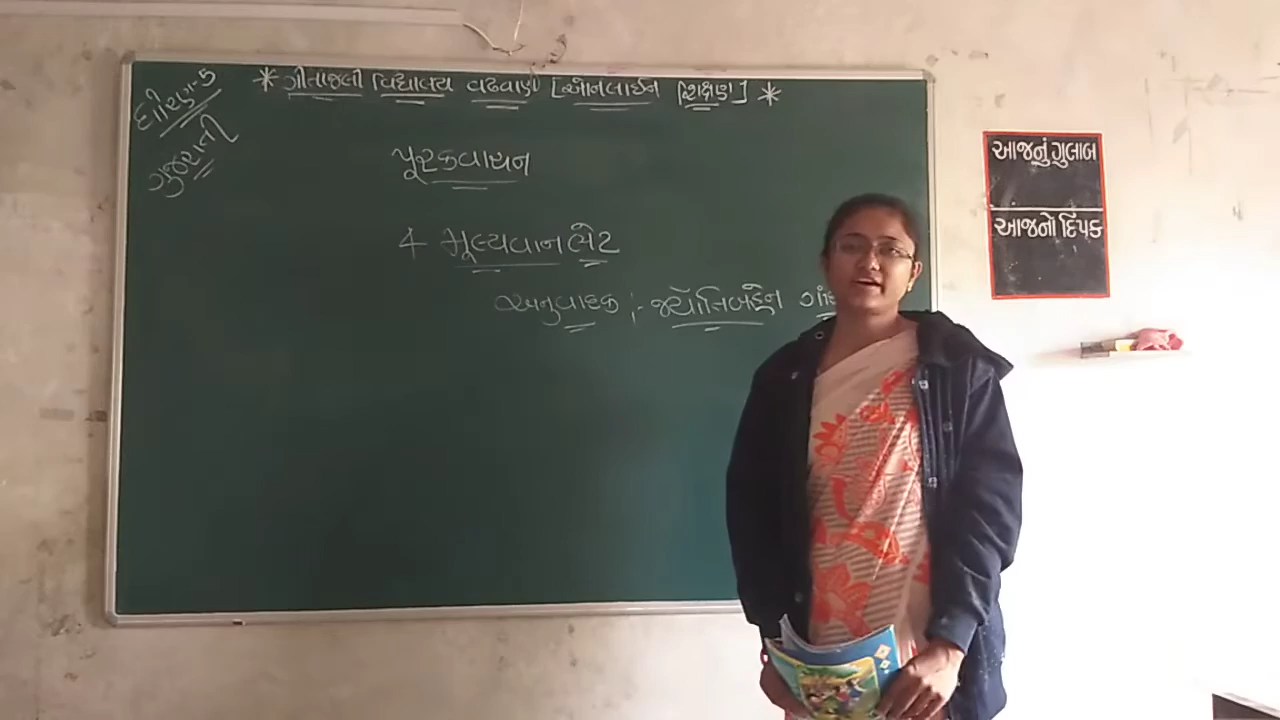 ધોરણ-5
ગુજરાતી
* ગીતાંજલી વિદ્યાલય વઢવાણ [ઓનલાઈન શિક્ષણ] *
પૂરકવાચન
4 મૂલ્યવાન ભેટ
અનુવાદક :- જ્યોતિબહેન
આજનું ગુલાબ
આજનો દિપક